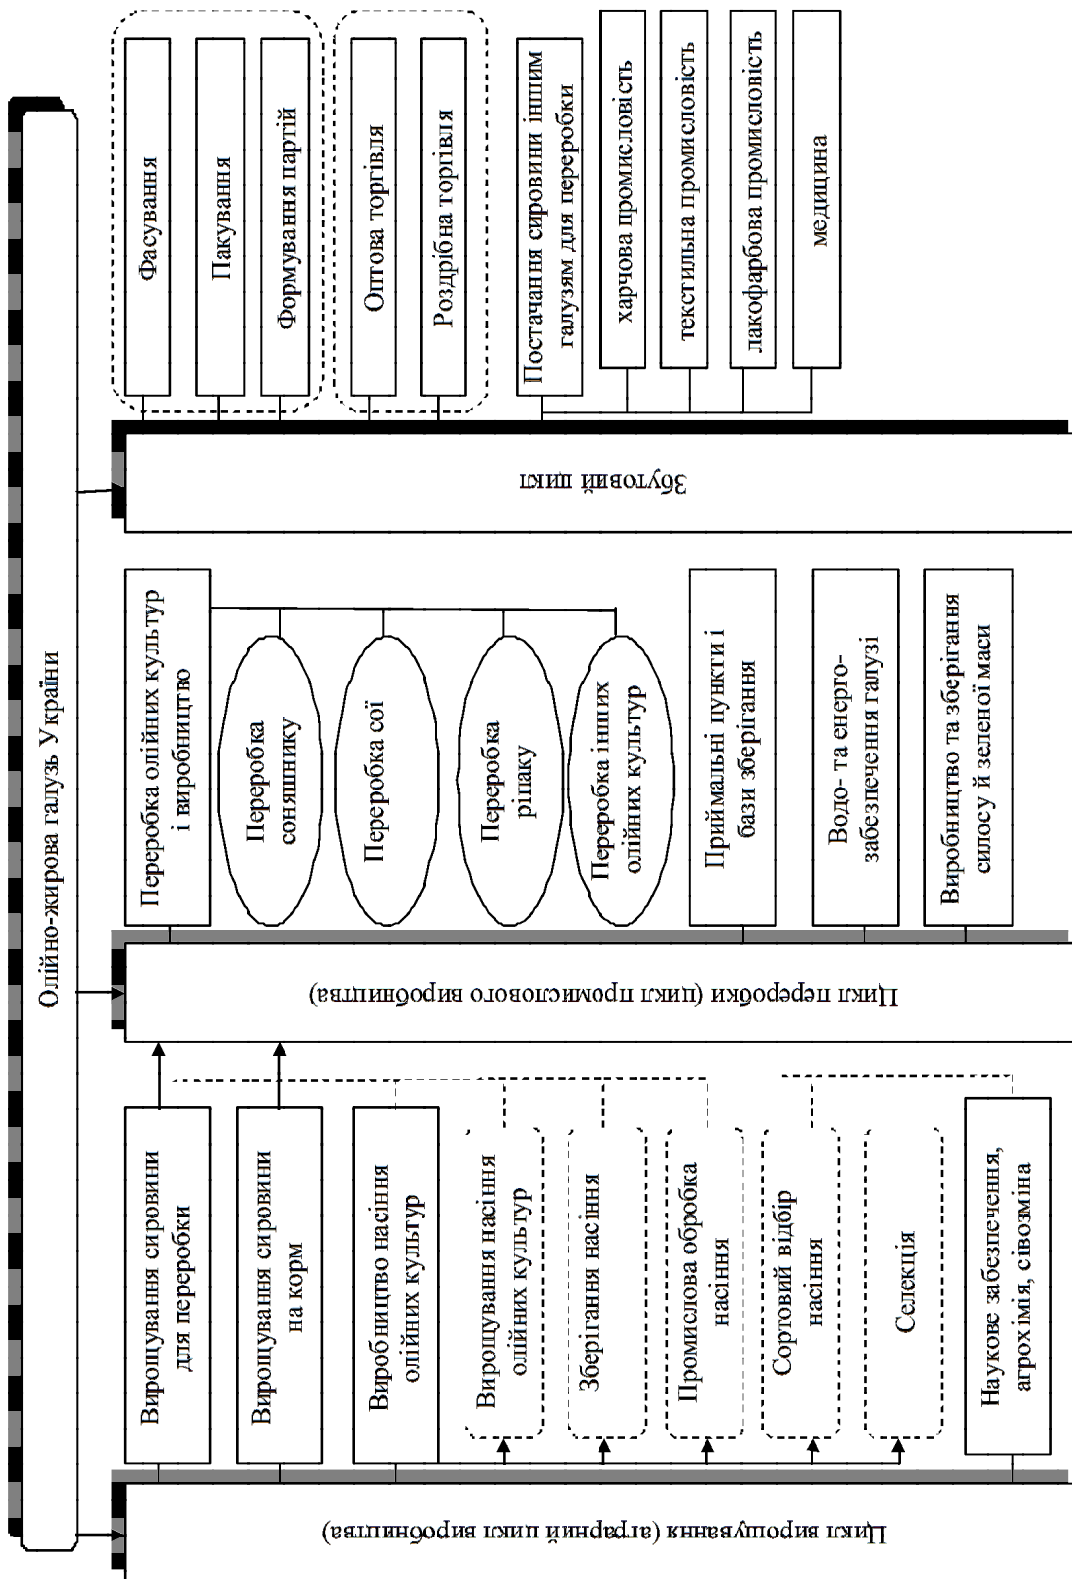 Олійно-жирова галузь України
Цикл вирощування (аграрний цикл виробництва)
Вирощування сировини
для переробки
Вирощування сировини
на корм
Виробництво насіння
олійних культур
Вирощування насіння
олійних культур
Зберігання насіння
Промислова обробка
насіння
Сортовий відбір
насіння
Селекція
Наукове забезпечення,
агрохімія, сівозміна
Цикл переробки (цикл промислового виробництва)
Переробка олійних культур
і виробництво
Переробка
соняшнику
Переробка сої
Переробка
ріпаку
Переробка інших
олійних культур
Приймальні пункти і
бази зберігання
Водо- та енерго-
забезпечення галузі
Виробництво та зберігання
силосу й зеленої маси
Збутовий цикл
Фасування
Пакування
Формування партій
Оптова торгівля
Роздрібна торгівля
Постачання сировини іншим
галузям для переробки
харчова промисловість
текстильна промисловість
лакофарбова промисловість
медицина